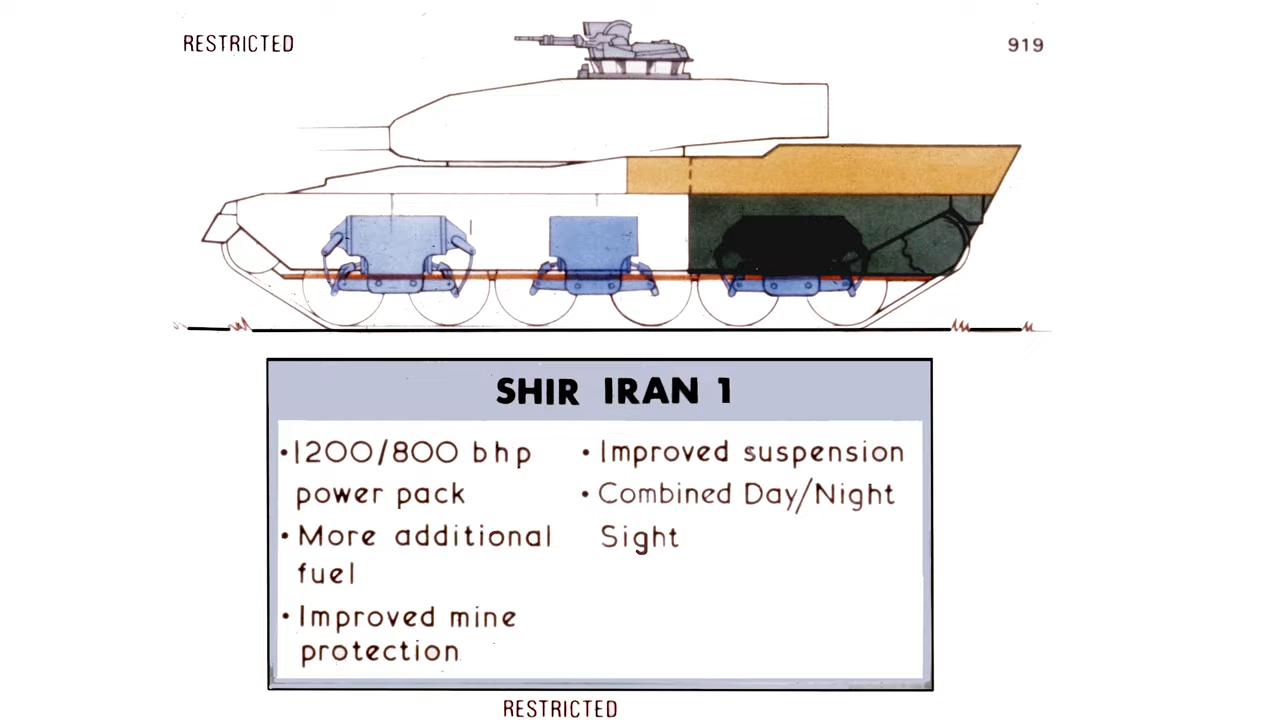 RESTRICTED
919
SHIR IRAN 1
•1200/800 bhp
power pack
•More additional
fuel
•Improved mine
protection
•Improved suspension
•Combined Day/Night
Sight
RESTRICTED